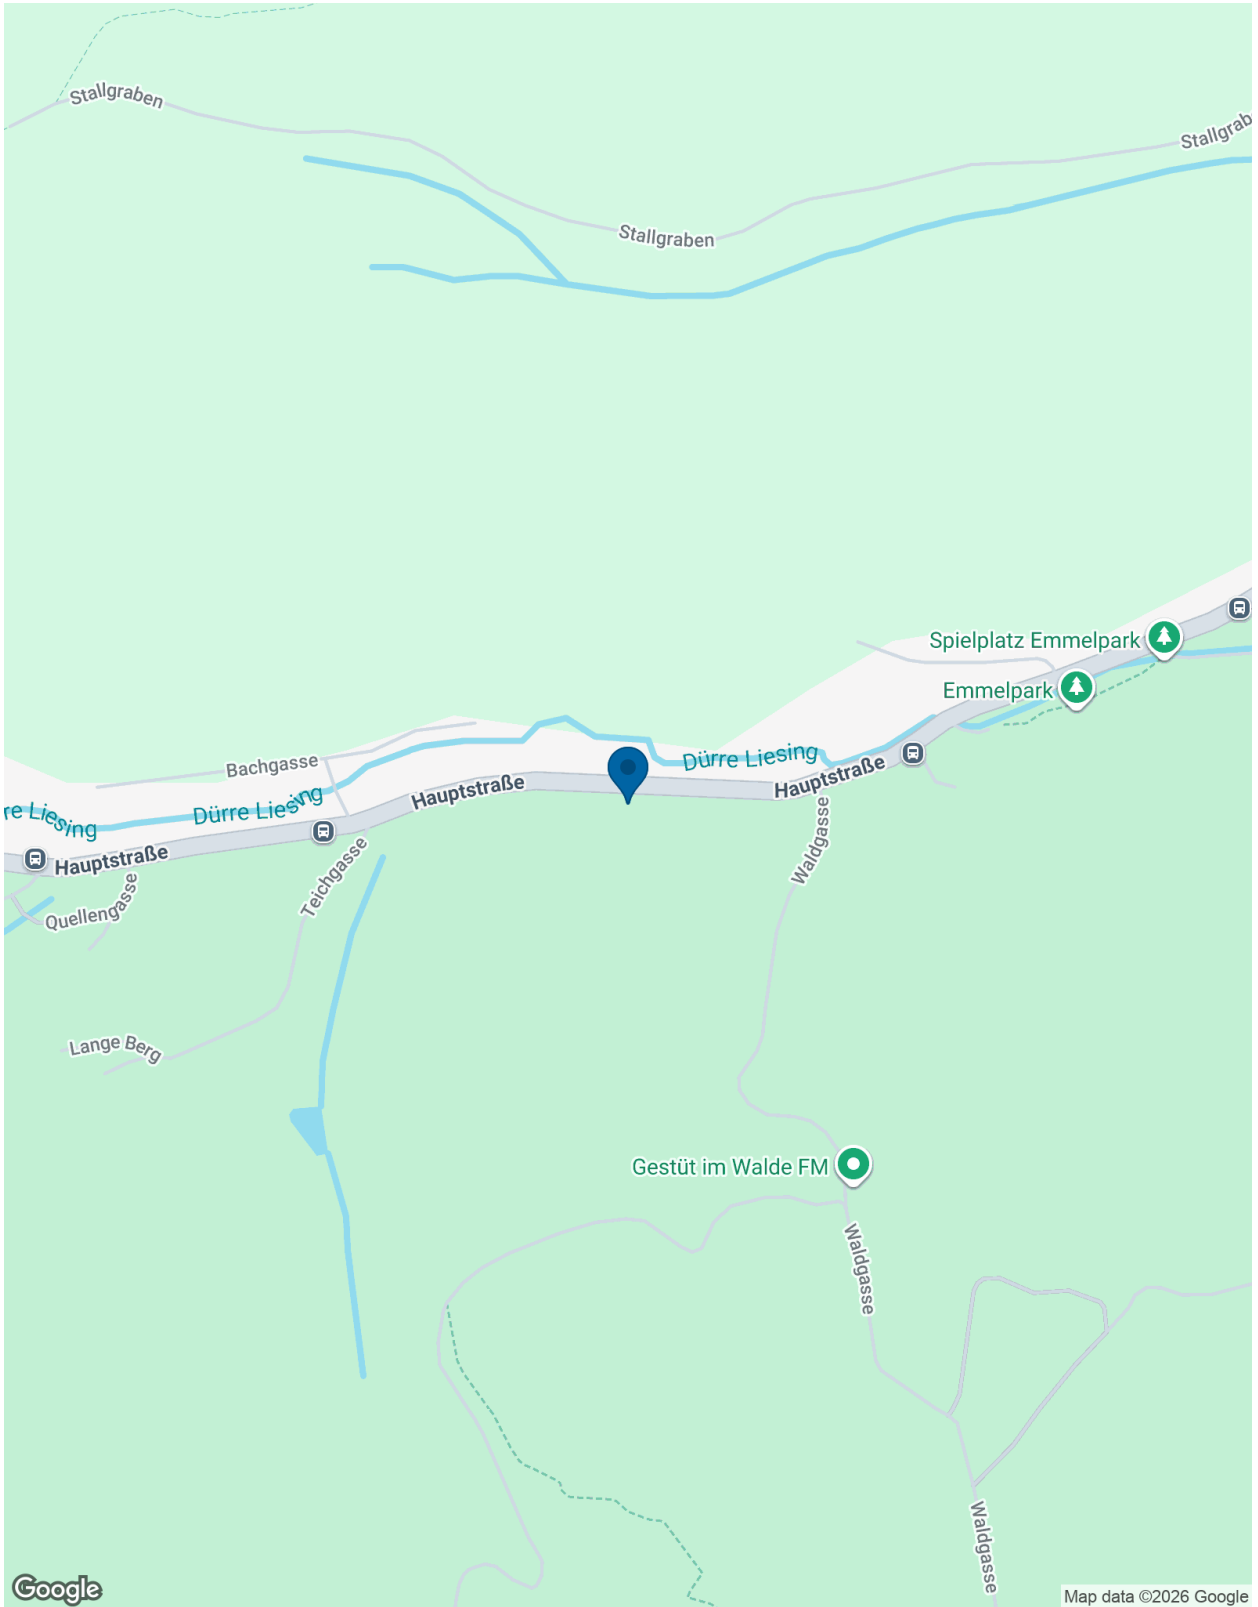 Stallgraben
Stallgrab
Stallgraben
Spielplatz Emmelpark
Emmelpark
Dürre Liesing
Bachgasse
Hauptstraße
Hauptstraße
Dürre Liesing
re Liesing
Waldgasse
Hauptstraße
Teichgasse
Quellengasse
Lange Berg
Gestüt im Walde FM
Waldgasse
Waldgasse
Google
Map data ©2026 Google